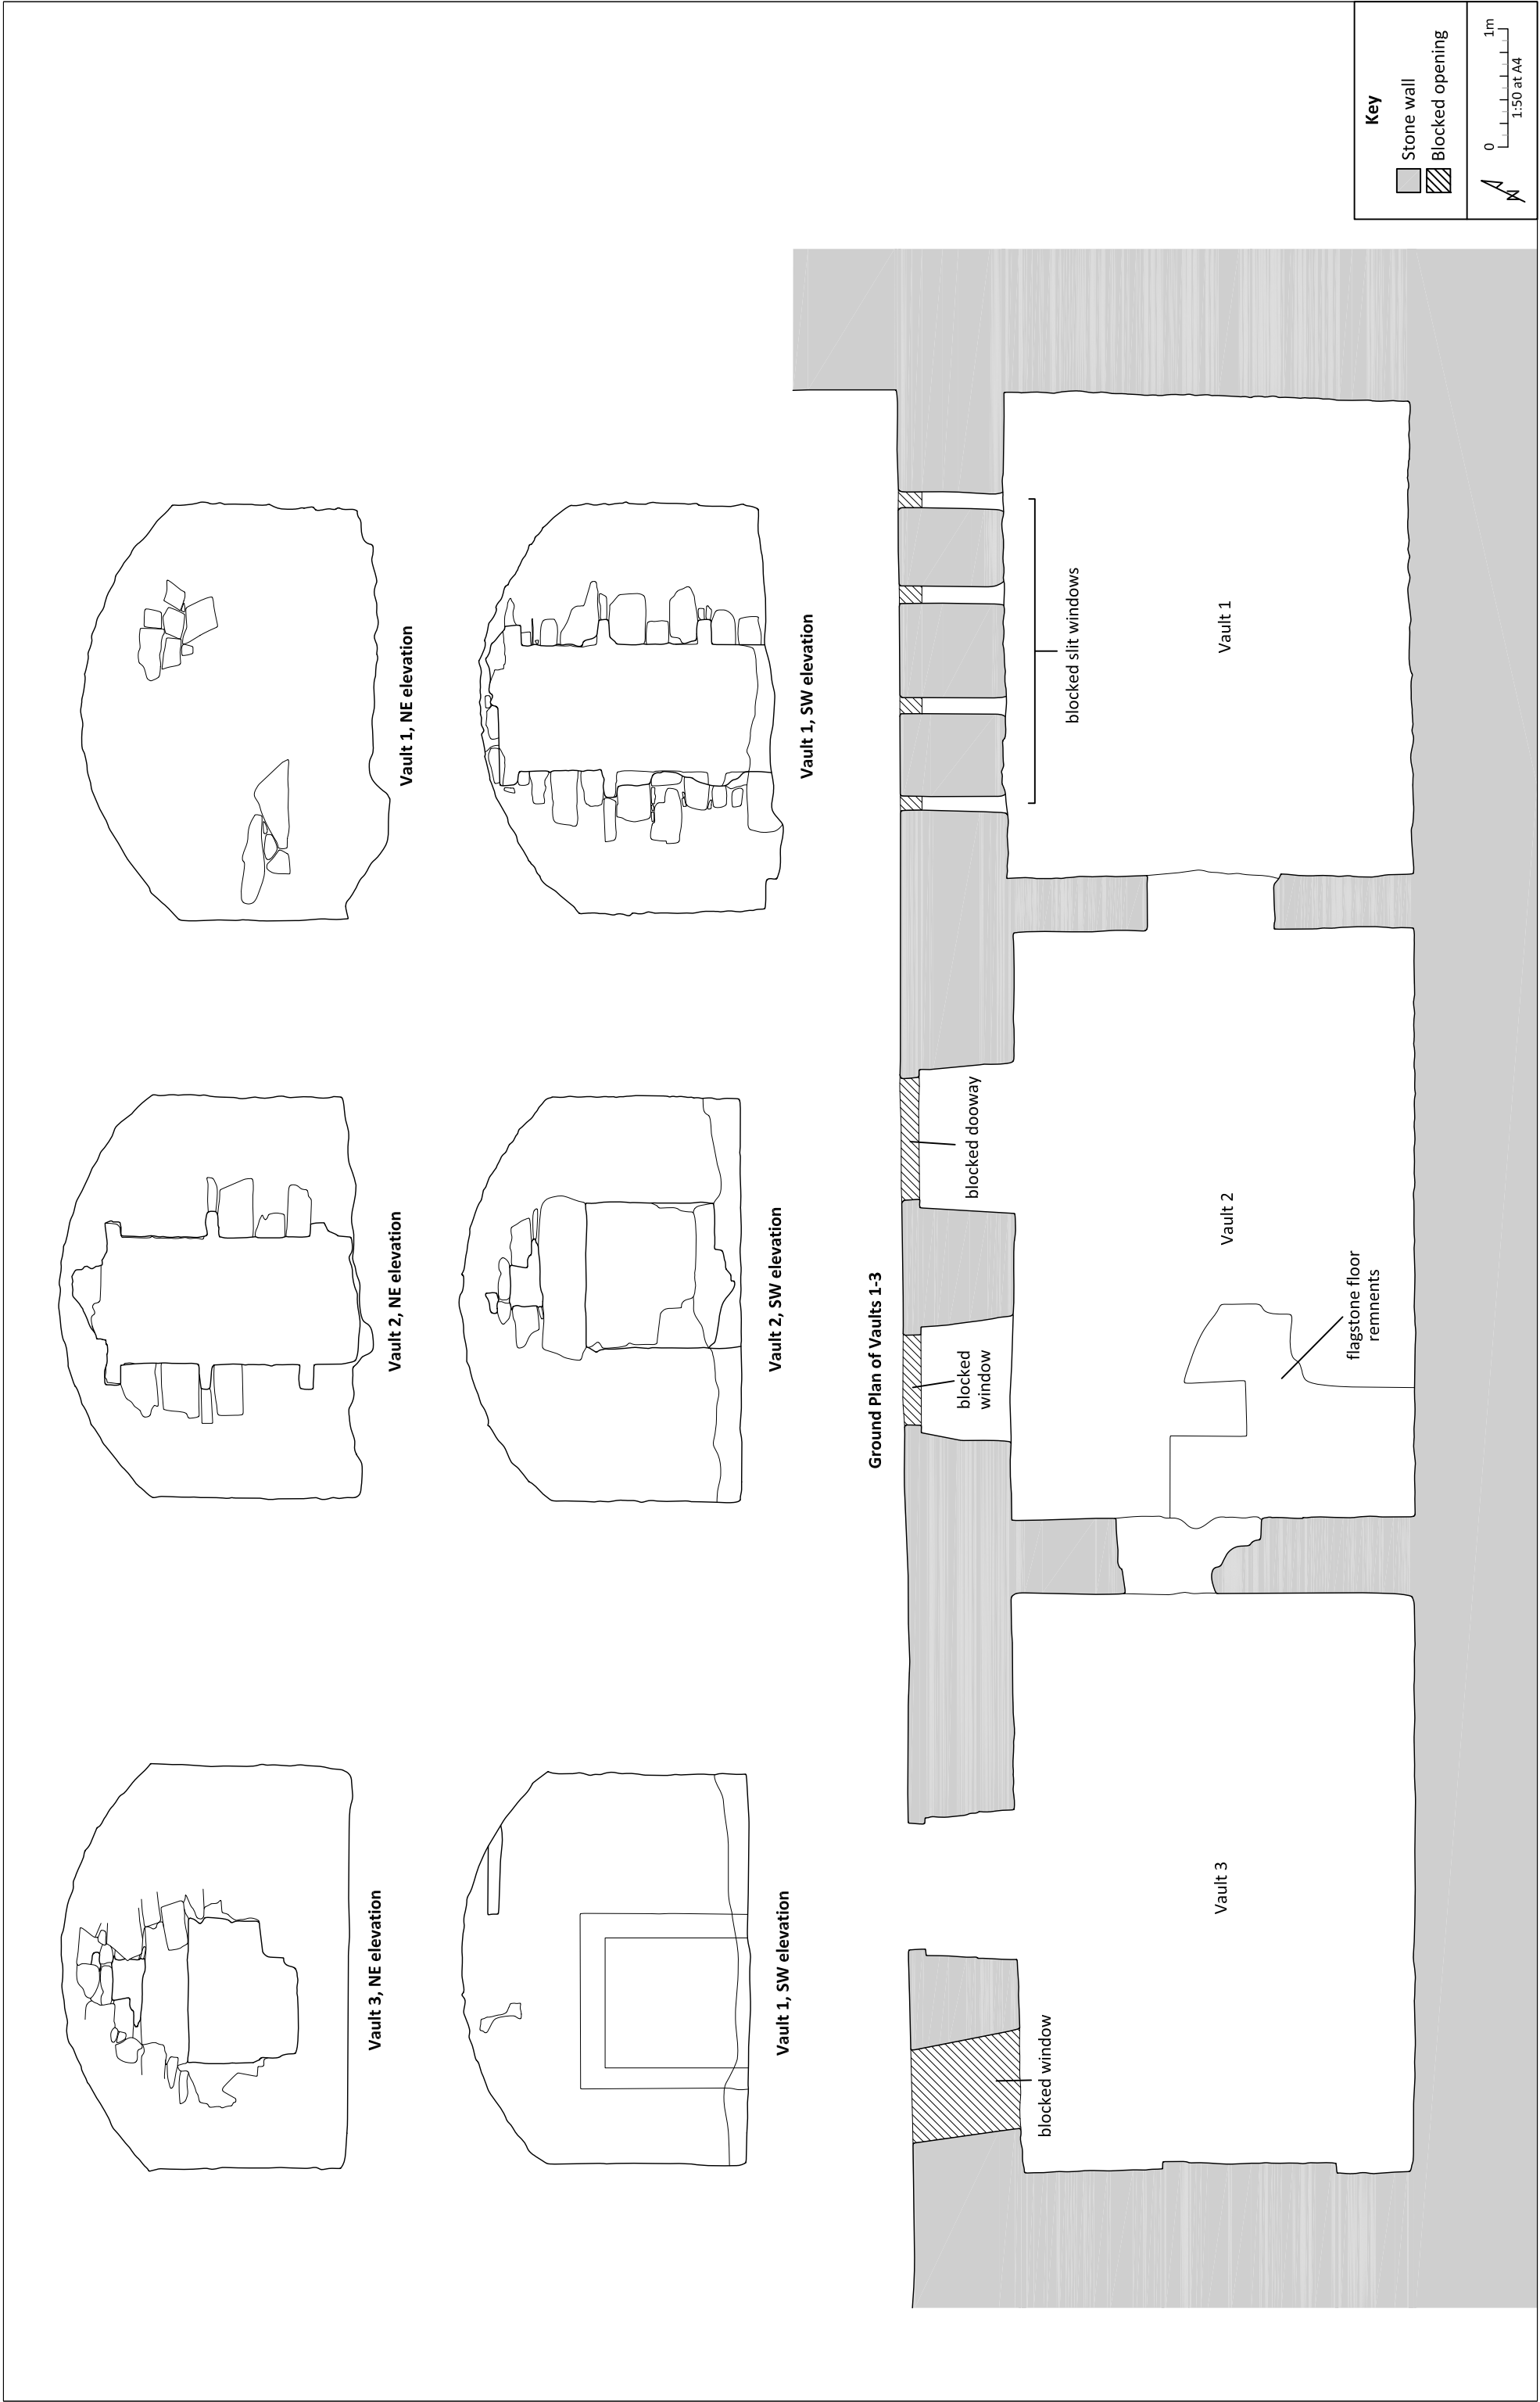 Vault 3, NE elevation
Vault 2, NE elevation
Vault 1, NE elevation
Vault 1, SW elevation
Vault 2, SW elevation
Vault 1, SW elevation
Ground Plan of Vaults 1-3
blocked window
blocked
window
blocked dooway
blocked slit windows
Vault 3
Vault 2
Vault 1
flagstone floor
remnents
Key
Stone wall
Blocked opening
N
0
1m
1:50 at A4